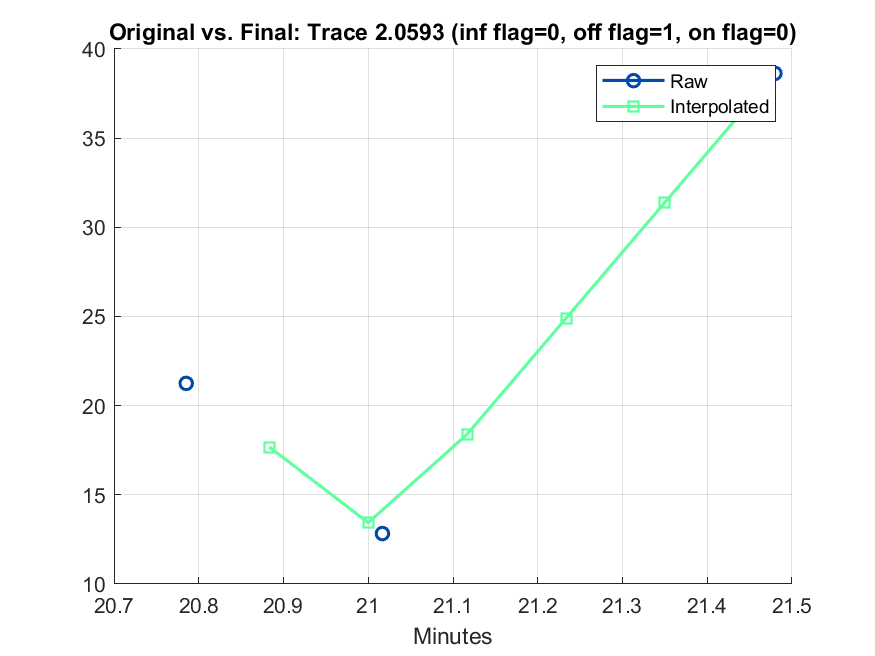 Original vs. Final: Trace 2.0593 (inf flag=0, off flag=1, on flag=0)
40
35
30
25
20
15
10
Raw
Interpolated
20.7 20.8 20.9 21 21.1 21.2 21.3 21.4 21.5
Minutes